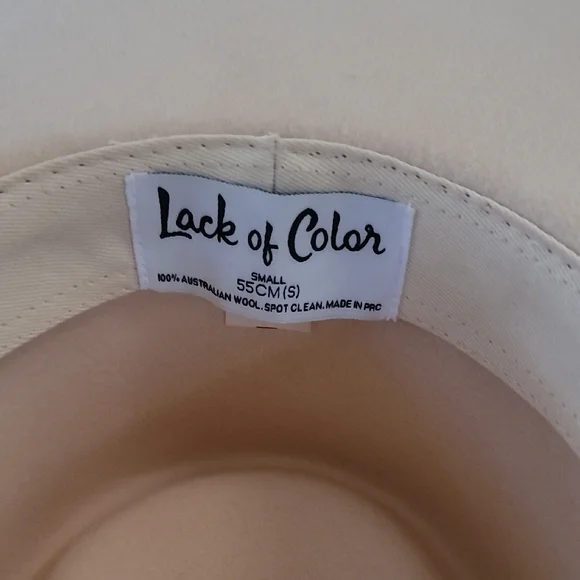 Lack of Color
SMALL
55CM(S)
100% AUSTRALIAN WOOL. SPOT CLEAN. MADE IN PRC